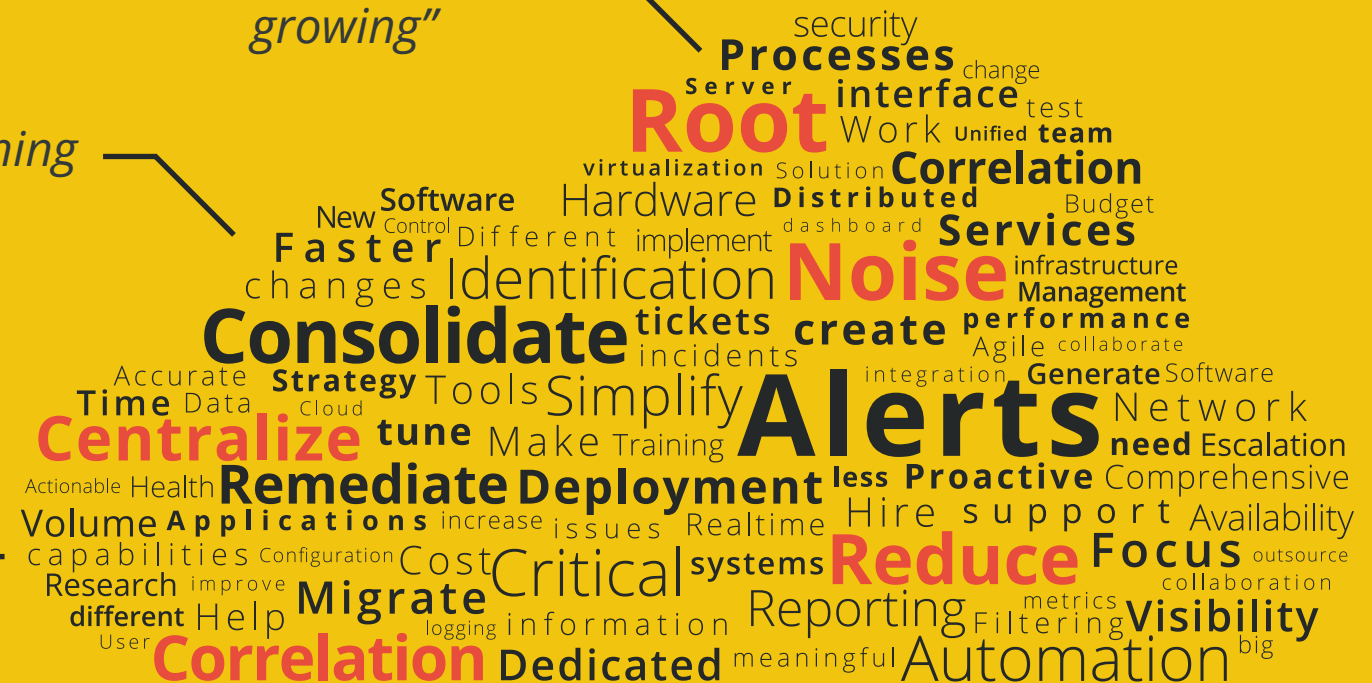 growing”
security
Processes change
Server interface test
Root Work Unified team
virtualization Solution Correlation
ning
Software Hardware Distributed Budget
New Control Different implement dashboard Services
Faster
changes Identification Noise infrastructure
Management
Consolidate tickets create performance
incidents Agile collaborate
Accurate Strategy Tools Simplify Alerts integration Generate Software
Time Data Cloud Network
Centralize tune Make Training need Escalation
Actionable Health Remediate Deployment less Proactive Comprehensive
Volume Applications increase issues Realtime Hire support Availability
capabilities Configuration Cost Critical systems Reduce Focus outsource
Research improve Migrate collaboration
different Help logging information Reporting Filtering metrics Visibility
User Correlation Dedicated meaningful Automation big